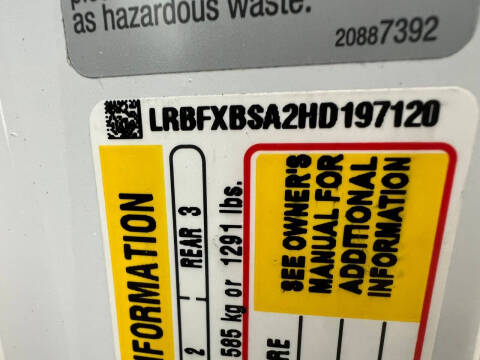 as hazardous waste.
20887392
LRBFXBSA2HD197120
INFORMATION
2 REAR 3
585 kg or 1291 lbs.
SEE OWNER'S
MANUAL FOR
ADDITIONAL
INFORMATION